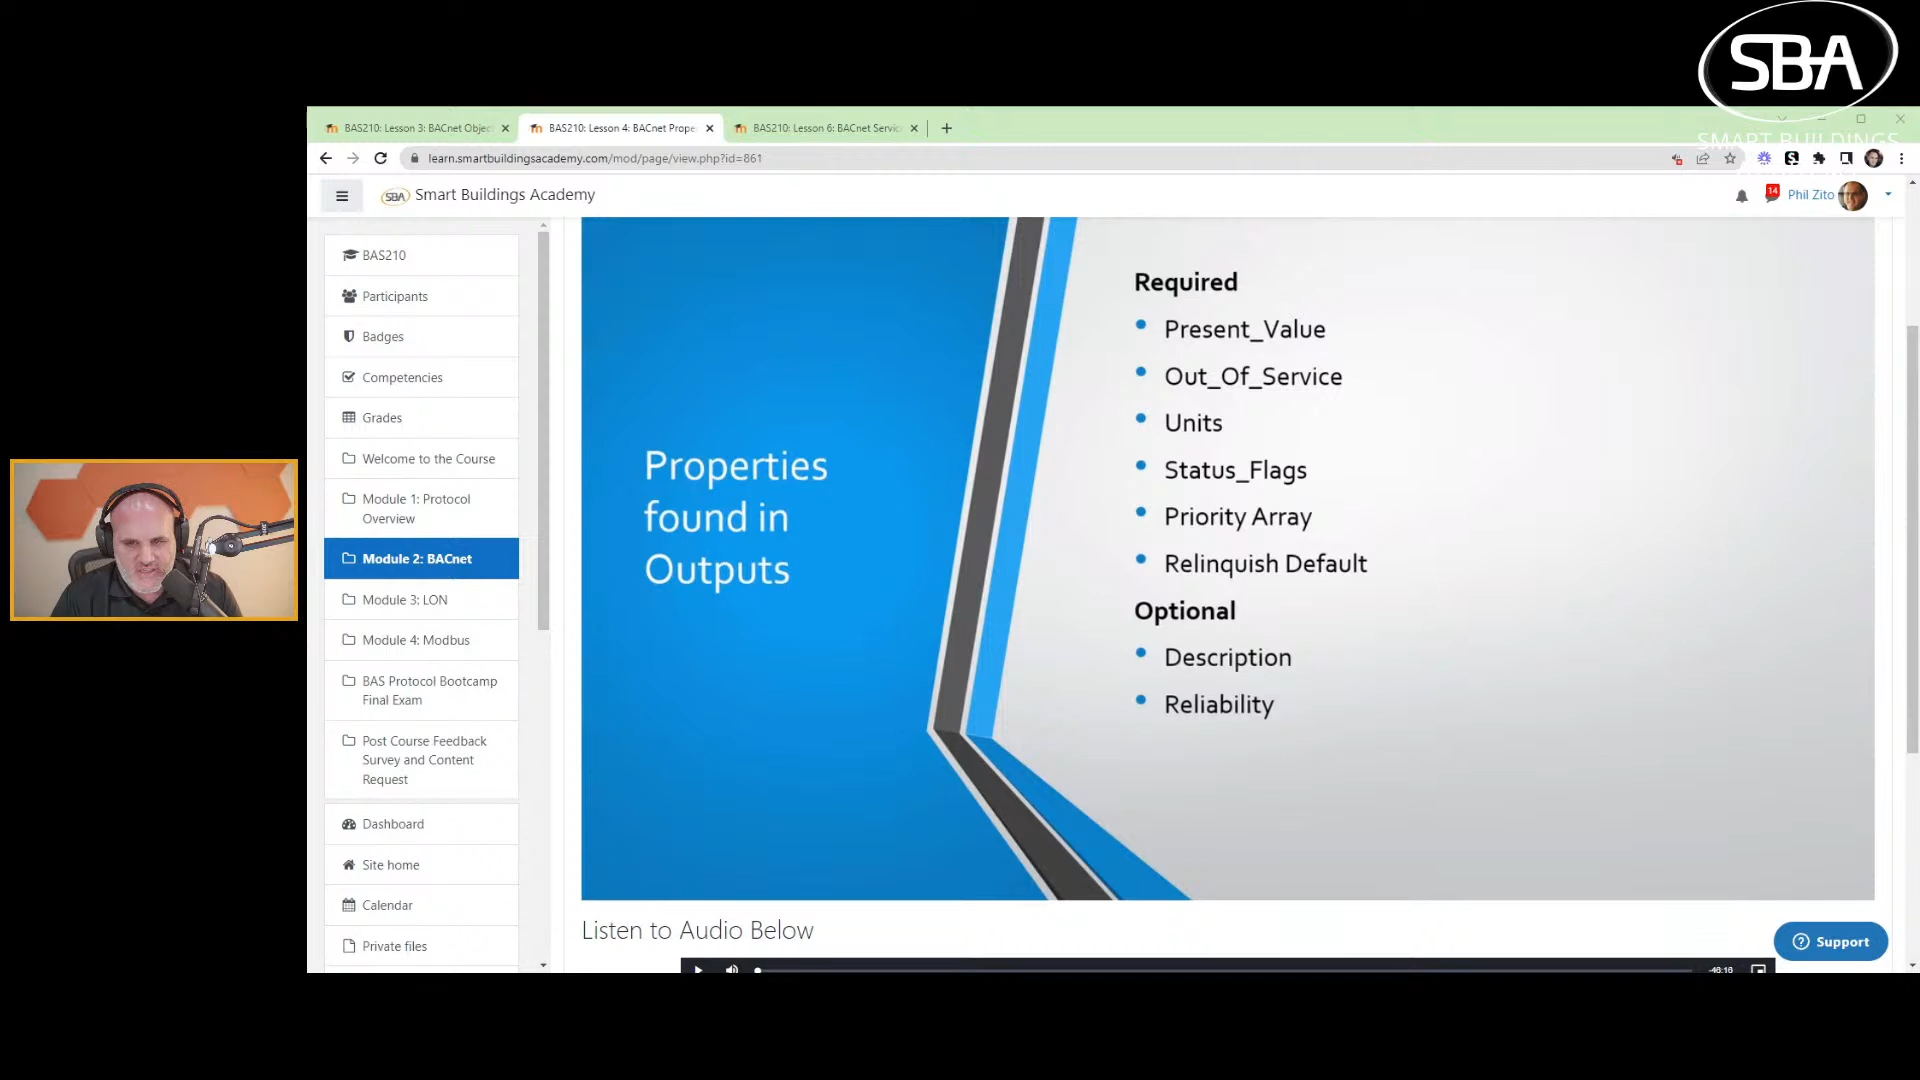 SBA
SMART BUILDINGS
BAS210: Lesson 3: BACnet Objec
BAS210: Lesson 4: BACnet Prope
BAS210: Lesson 6: BACnet Servic
learn.smartbuildingsacademy.com/mod/page/view.php?id=861
SBA Smart Buildings Academy
14
Phil Zito
BAS210
Participants
Badges
Competencies
Grades
Welcome to the Course
Module 1: Protocol
Overview
Module 2: BACnet
Module 3: LON
Module 4: Modbus
BAS Protocol Bootcamp
Final Exam
Post Course Feedback
Survey and Content
Request
Dashboard
Site home
Calendar
Private files
Properties
found in
Outputs
Required
Present_Value
Out_Of_Service
Units
Status_Flags
Priority Array
Relinquish Default
Optional
Description
Reliability
Listen to Audio Below
Support